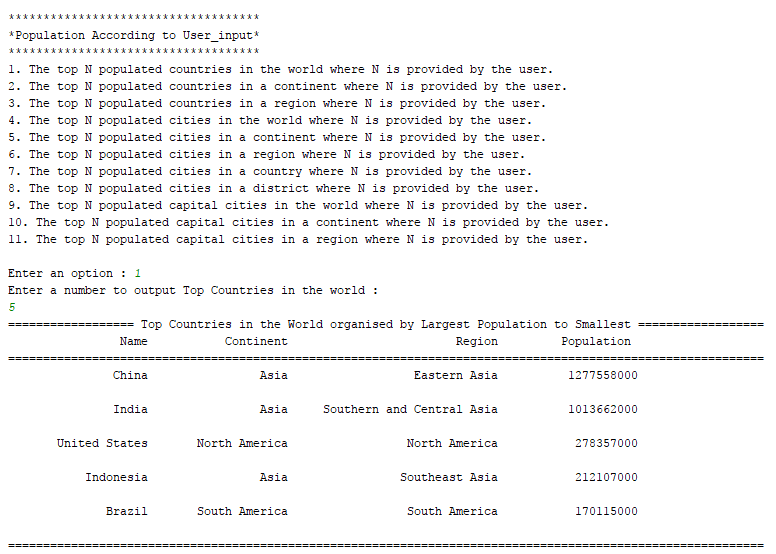 ************************************
*Population According to User_input*
************************************
1. The top N populated countries in the world where N is provided by the user.
2. The top N populated countries in a continent where N is provided by the user.
3. The top N populated countries in a region where N is provided by the user.
4. The top N populated cities in the world where N is provided by the user.
5. The top N populated cities in a continent where N is provided by the user.
6. The top N populated cities in a region where N is provided by the user.
7. The top N populated cities in a country where N is provided by the user.
8. The top N populated cities in a district where N is provided by the user.
9. The top N populated capital cities in the world where N is provided by the user.
10. The top N populated capital cities in a continent where N is provided by the user.
11. The top N populated capital cities in a region where N is provided by the user.
Enter an option : 1
Enter a number to output Top Countries in the world :
5
================== Top Countries in the World organised by Largest Population to Smallest ==================
Name Continent Region Population
============================================================================================================
China Asia Eastern Asia 1277558000
India Asia Southern and Central Asia 1013662000
United States North America North America 278357000
Indonesia Asia Southeast Asia 212107000
Brazil South America South America 170115000
============================================================================================================